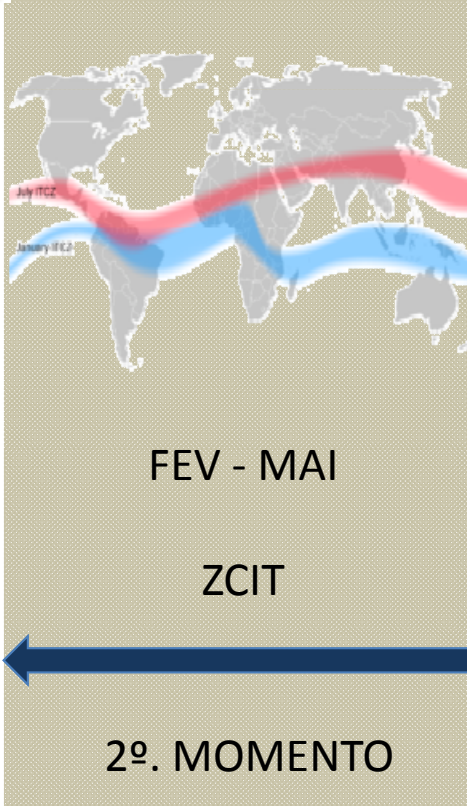 July ITCZ
January ITCZ
FEV - MAI
ZCIT
2º. MOMENTO